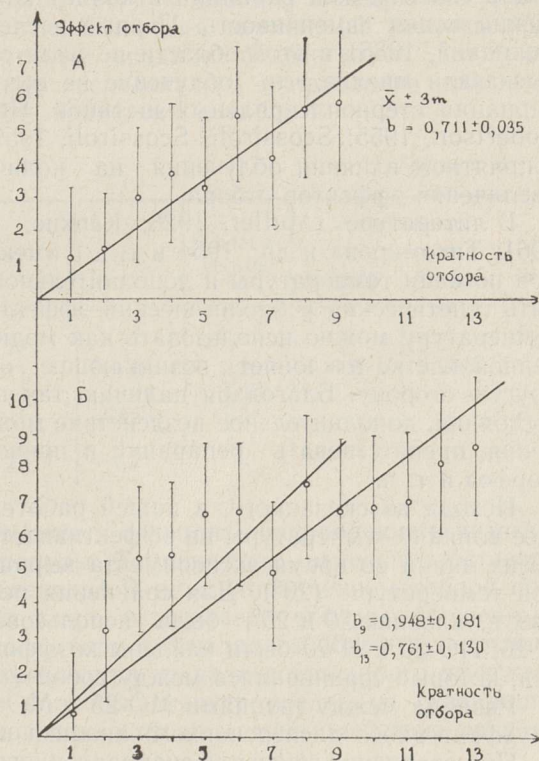 Эффект отбора
А
7
6
5
4
3
2
1
x̄ ± 3m
b = 0,711±0,035
Кратность
отбора
1 3 5 7 9 11 13
Б
10
9
8
7
6
5
4
3
2
1
b₉=0,948±0,181
b₁₃=0,761±0,130
Кратность
отбора
1 3 5 7 9 11 13